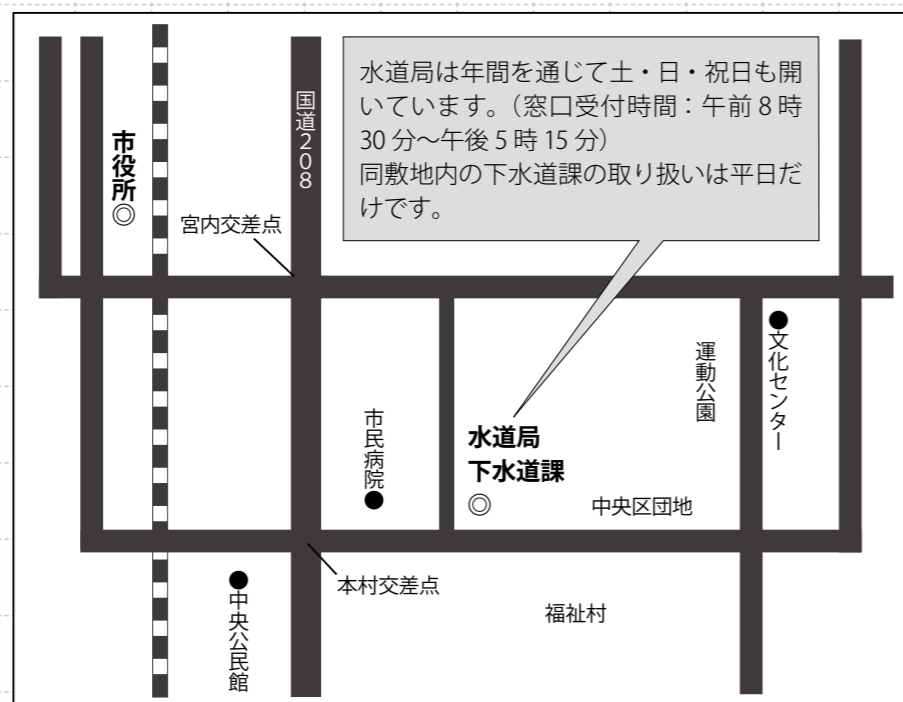 水道局は年間を通じて土・日・祝日も開
いています。（窓口受付時間：午前８時
30 分〜午後５時 15 分）
同敷地内の下水道課の取り扱いは平日だ
けです。
国道２０８
市役所◎
宮内交差点
運動公園
●文化センター
市民病院●
水道局
下水道課
◎
中央区団地
本村交差点
●中央公民館
福祉村